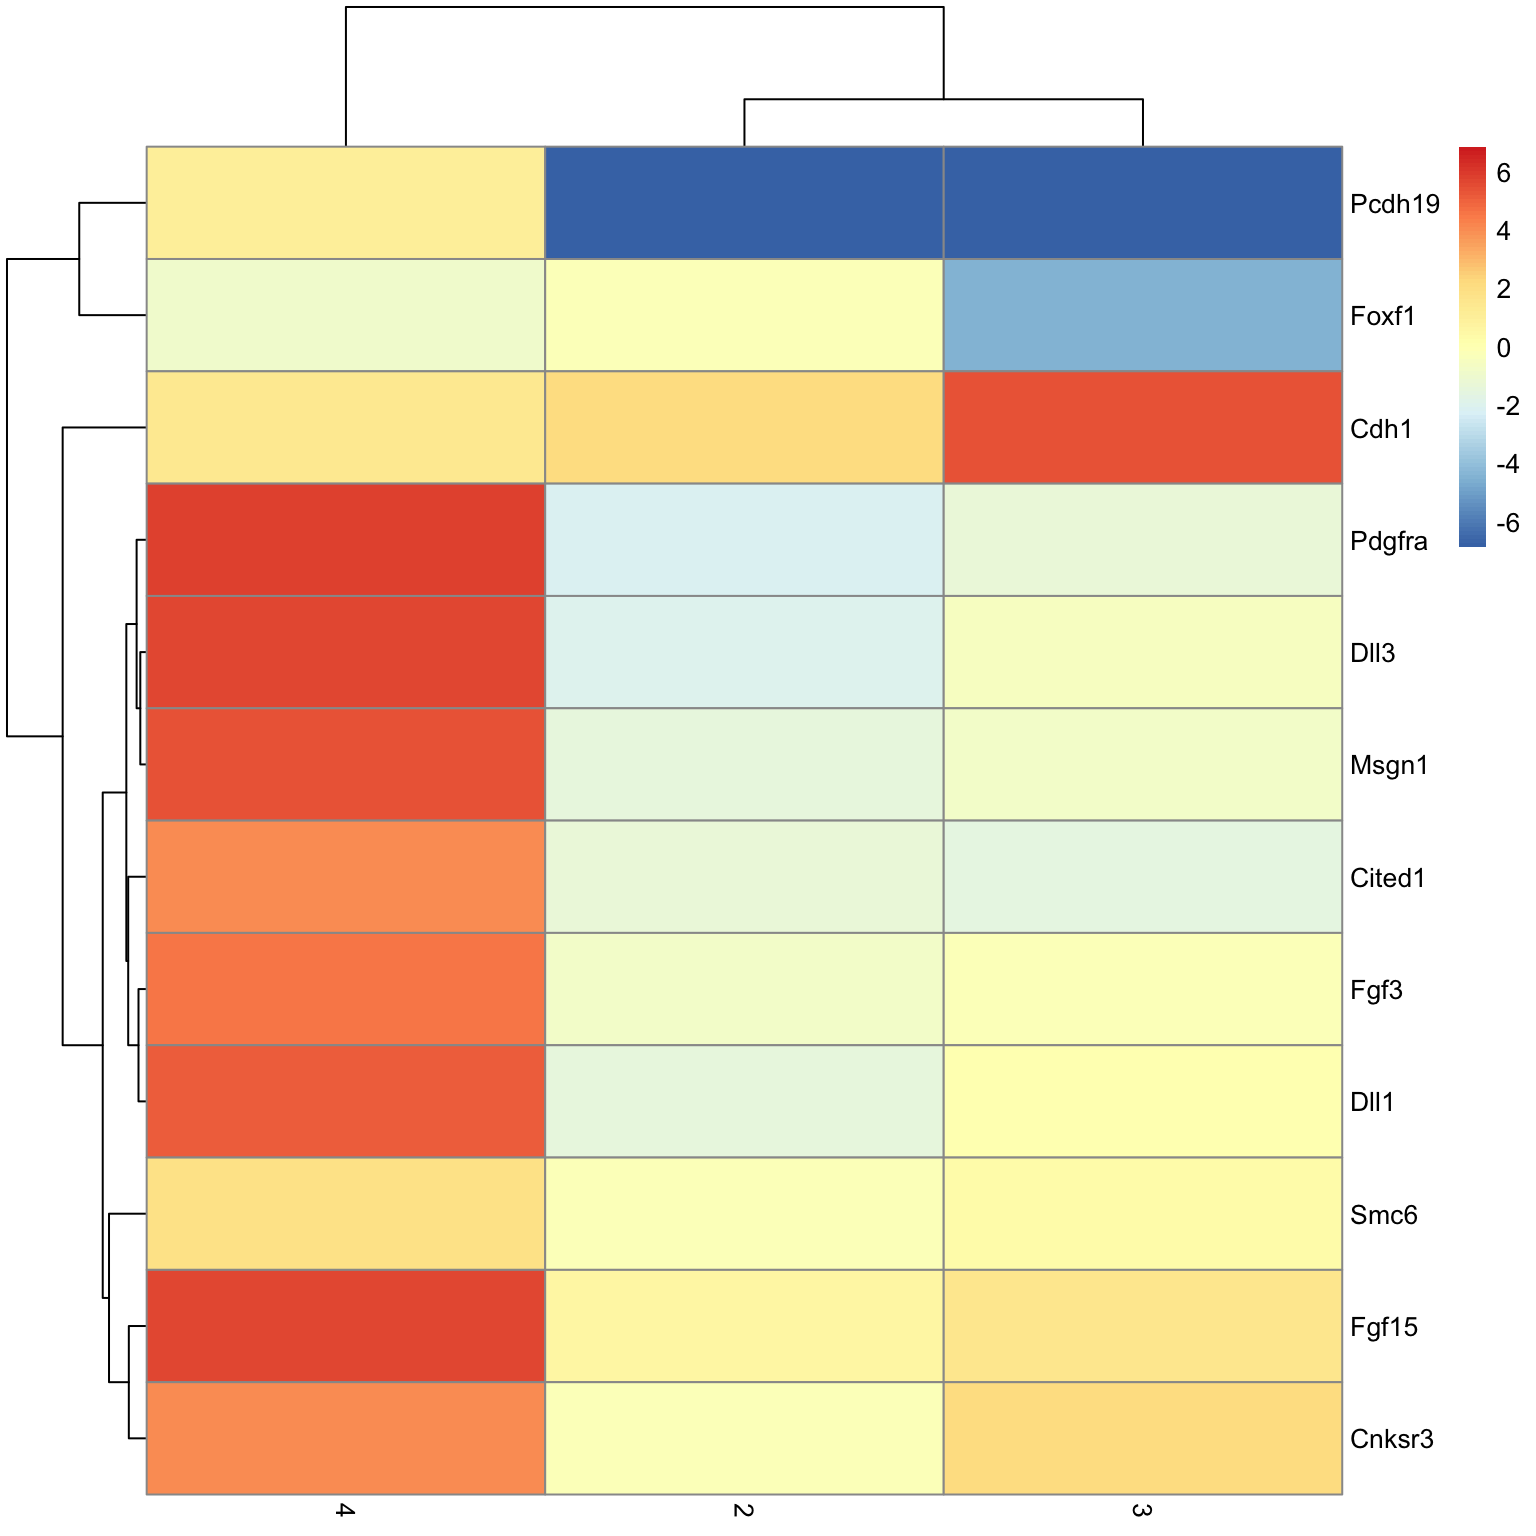 Pcdh19
Foxf1
Cdh1
Pdgfra
Dll3
Msgn1
Cited1
Fgf3
Dll1
Smc6
Fgf15
Cnksr3
6
4
2
0
-2
-4
-6
4
2
3